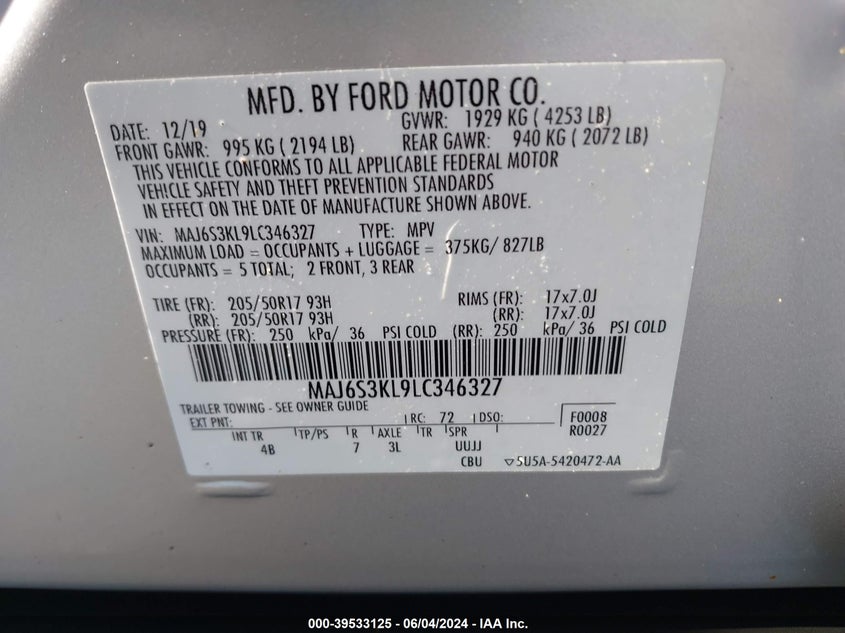 MFD. BY FORD MOTOR CO.
DATE: 12/19 GVWR: 1929 KG ( 4253 LB)
FRONT GAWR: 995 KG ( 2194 LB) REAR GAWR: 940 KG ( 2072 LB)
THIS VEHICLE CONFORMS TO ALL APPLICABLE FEDERAL MOTOR
VEHICLE SAFETY AND THEFT PREVENTION STANDARDS
IN EFFECT ON THE DATE OF MANUFACTURE SHOWN ABOVE.
VIN: MAJ6S3KL9LC346327 TYPE: MPV
MAXIMUM LOAD = OCCUPANTS + LUGGAGE = 375KG/ 827LB
OCCUPANTS = 5 TOTAL; 2 FRONT, 3 REAR
TIRE (FR): 205/50R17 93H RIMS (FR): 17x7.0J
(RR): 205/50R17 93H (RR): 17x7.0J
PRESSURE (FR): 250 kPa/ 36 PSI COLD (RR): 250 kPa/ 36 PSI COLD
MAJ6S3KL9LC346327
TRAILER TOWING - SEE OWNER GUIDE
EXT PNT: RC: 72 DSO: F0008
R0027
INT TR TP/PS R AXLE TR SPR
4B 7 3L UUJJ
CBU ▽5U5A-5420472-AA
000-39533125 - 06/04/2024 - IAA Inc.